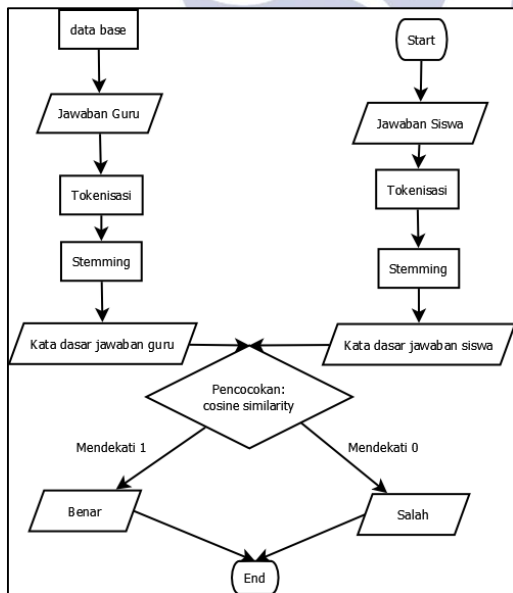 data base
Start
Jawaban Guru
Jawaban Siswa
Tokenisasi
Tokenisasi
Stemming
Stemming
Kata dasar jawaban guru
Kata dasar jawaban siswa
Pencocokan:
cosine similarity
Mendekati 1
Mendekati 0
Benar
Salah
End